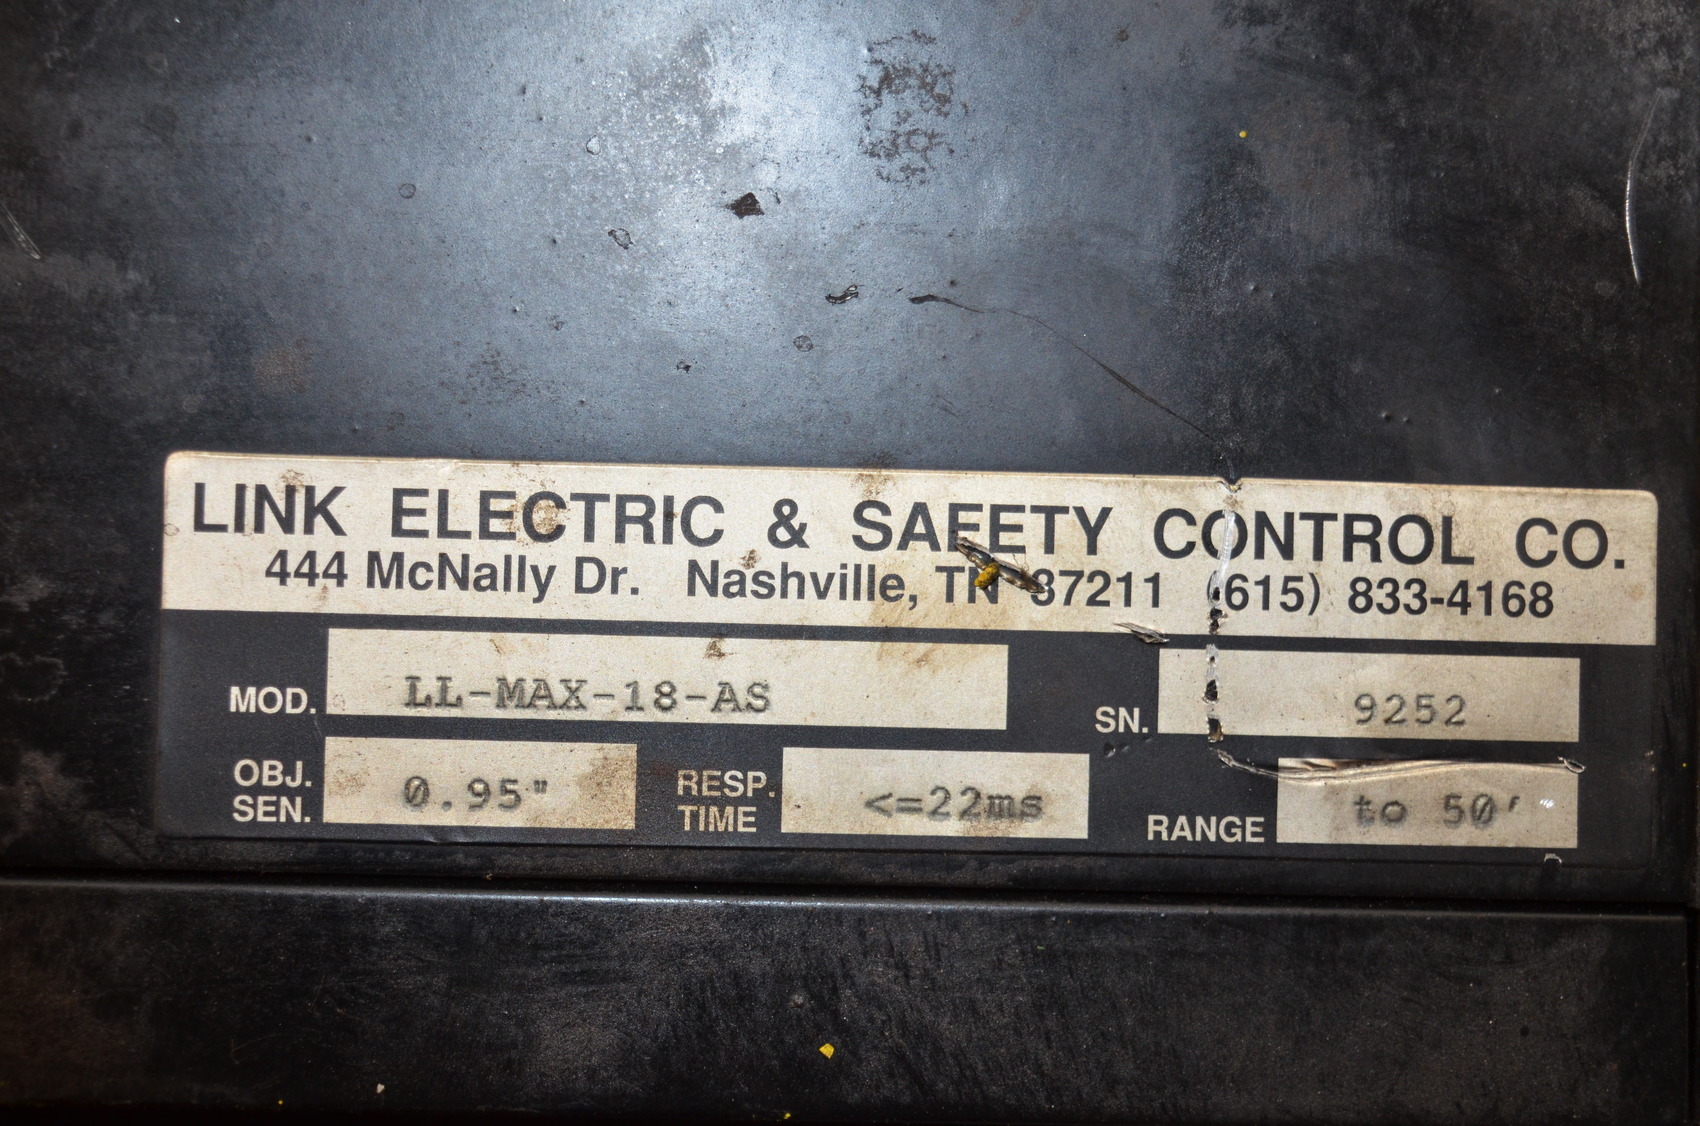 LINK ELECTRIC & SAFETY CONTROL CO.
444 McNally Dr. Nashville, TN 37211 (615) 833-4168
MOD. LL-MAX-18-AS SN. 9252
OBJ. SEN. 0.95" RESP. TIME <=22ms RANGE to 50'